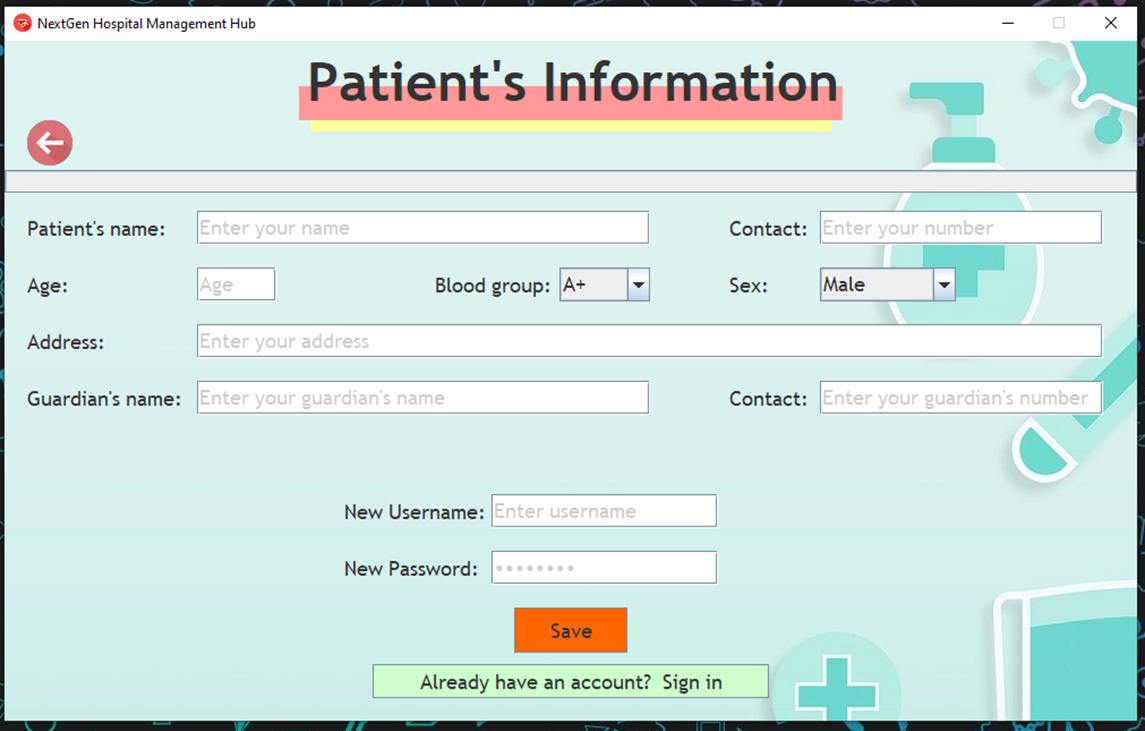 NextGen Hospital Management Hub
Patient's Information
Patient's name: Enter your name Contact: Enter your number
Age: Age Blood group: A+ Sex: Male
Address: Enter your address
Guardian's name: Enter your guardian's name Contact: Enter your guardian's number
New Username: Enter username
New Password: ••••••••
Save
Already have an account? Sign in